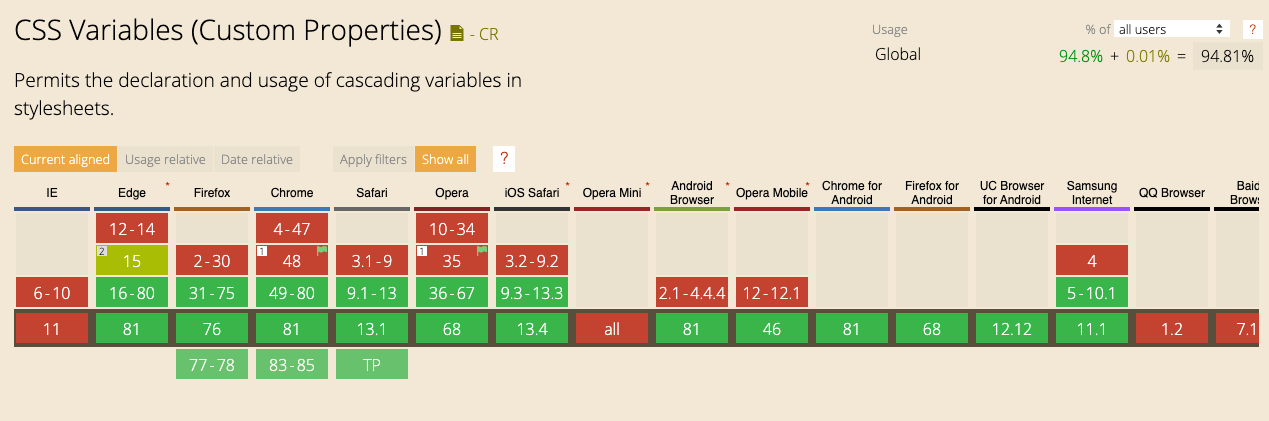 CSS Variables (Custom Properties) - CR
Usage % of all users ?
Global 94.8% + 0.01% = 94.81%
Permits the declaration and usage of cascading variables in
stylesheets.
Current aligned Usage relative Date relative Apply filters Show all ?
IE Edge * Firefox Chrome Safari Opera iOS Safari * Opera Mini * Android Browser * Opera Mobile * Chrome for Android Firefox for Android UC Browser for Android Samsung Internet QQ Browser Baid Brows
12-14 4-47 10-34
2 15 2-30 1 48 3.1-9 1 35 3.2-9.2 4
6-10 16-80 31-75 49-80 9.1-13 36-67 9.3-13.3 2.1-4.4.4 12-12.1 5-10.1
11 81 76 81 13.1 68 13.4 all 81 46 81 68 12.12 11.1 1.2 7.1
77-78 83-85 TP